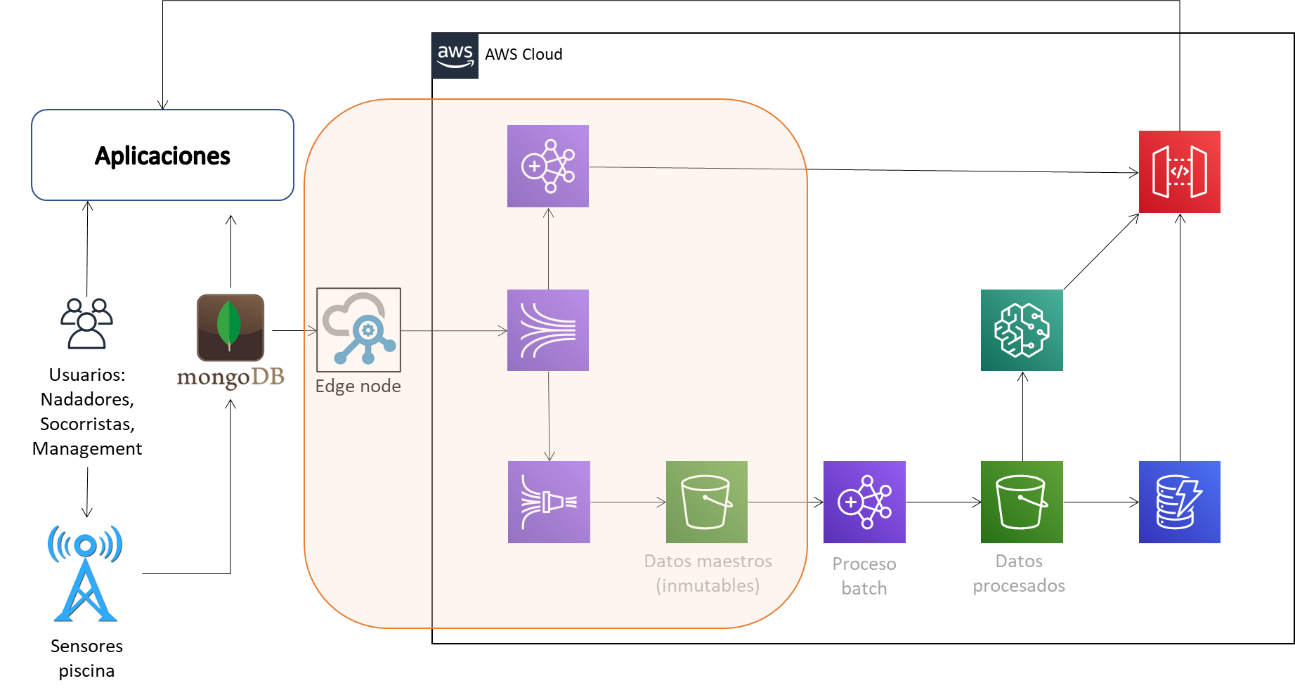 aws
AWS Cloud
Aplicaciones
Usuarios:
Nadadores,
Socorristas,
Management
mongoDB
Edge node
</>
Datos maestros
(inmutables)
Proceso
batch
Datos
procesados
Sensores
piscina